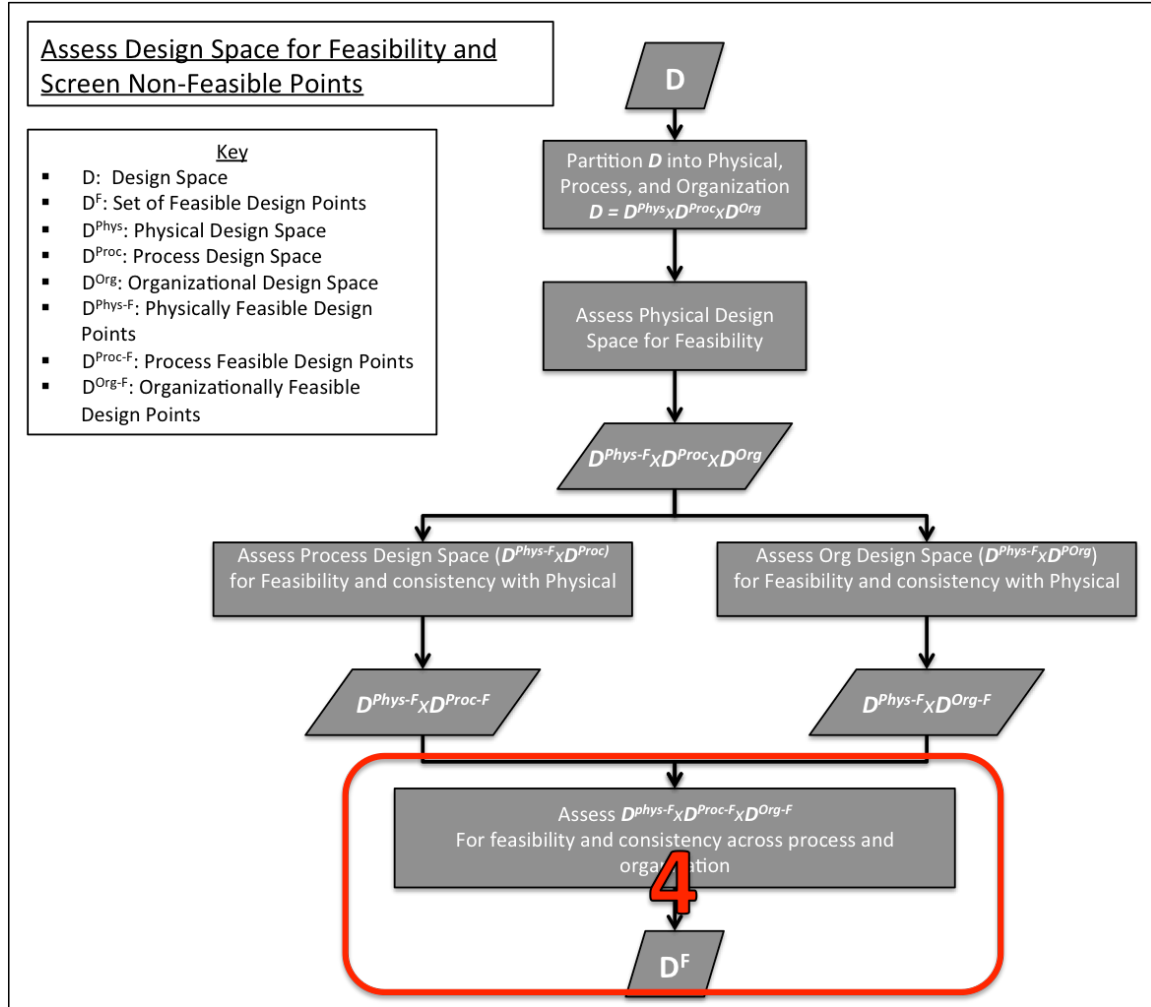 Assess Design Space for Feasibility and
Screen Non-Feasible Points
Key
▪ D: Design Space
▪ D^F: Set of Feasible Design Points
▪ D^Phys: Physical Design Space
▪ D^Proc: Process Design Space
▪ D^Org: Organizational Design Space
▪ D^Phys-F: Physically Feasible Design
Points
▪ D^Proc-F: Process Feasible Design Points
▪ D^Org-F: Organizationally Feasible
Design Points
D
Partition D into Physical,
Process, and Organization
D = D^Phys x D^Proc x D^Org
Assess Physical Design
Space for Feasibility
D^Phys-F x D^Proc x D^Org
Assess Process Design Space (D^Phys-F x D^Proc)
for Feasibility and consistency with Physical
Assess Org Design Space (D^Phys-F x D^POrg)
for Feasibility and consistency with Physical
D^Phys-F x D^Proc-F
D^Phys-F x D^Org-F
Assess D^phys-F x D^Proc-F x D^Org-F
For feasibility and consistency across process and
organization
4
D^F